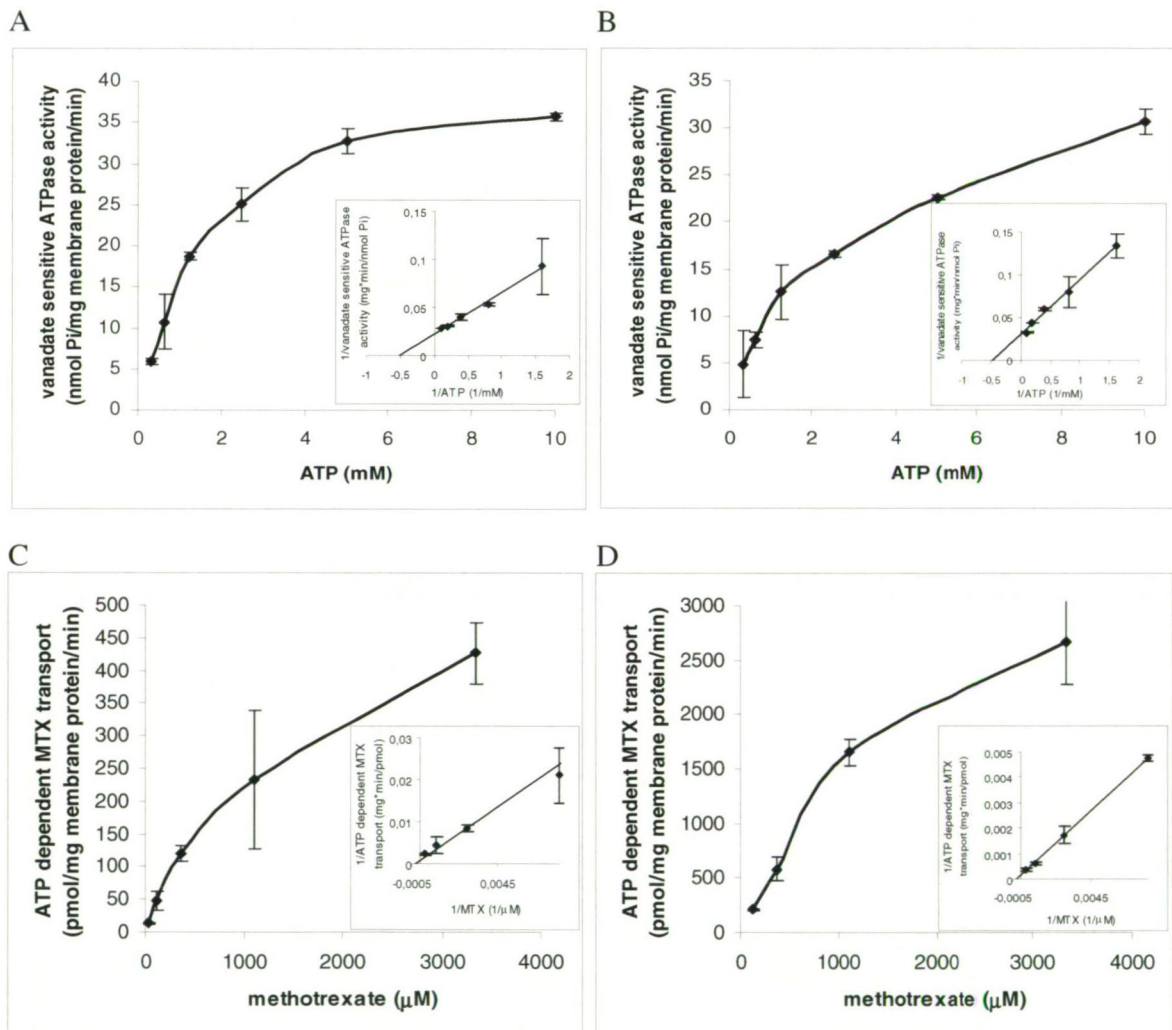 A
vanadate sensitive ATPase activity
(nmol Pi/mg membrane protein/min)
40
35
30
25
20
15
10
5
0
0 2 4 6 8 10
ATP (mM)
1/vanadate sensitive ATPase
activity (mg*min/nmol Pi)
0,15
0,1
0,05
0
-1 -0,5 0 0,5 1 1,5 2
1/ATP (1/mM)
B
vanadate sensitive ATPase activity
(nmol Pi/mg membrane protein/min)
35
30
25
20
15
10
5
0
0 2 4 6 8 10
ATP (mM)
1/vanadate sensitive ATPase
activity (mg*min/nmol Pi)
0,15
0,10
0,05
0,00
-1 -0,5 0 0,5 1 1,5 2
1/ATP (1/mM)
C
ATP dependent MTX transport
(pmol/mg membrane protein/min)
500
450
400
350
300
250
200
150
100
50
0
0 1000 2000 3000 4000
methotrexate (µM)
1/ATP dependent MTX
transport (mg*min/pmol)
0,03
0,02
0,01
0
-0,0005 0,0045
1/MTX (1/µM)
D
ATP dependent MTX transport
(pmol/mg membrane protein/min)
3000
2500
2000
1500
1000
500
0
0 1000 2000 3000 4000
methotrexate (µM)
1/ATP dependent MTX
transport (mg*min/pmol)
0,005
0,004
0,003
0,002
0,001
0
-0,0005 0,0045
1/MTX (1/µM)